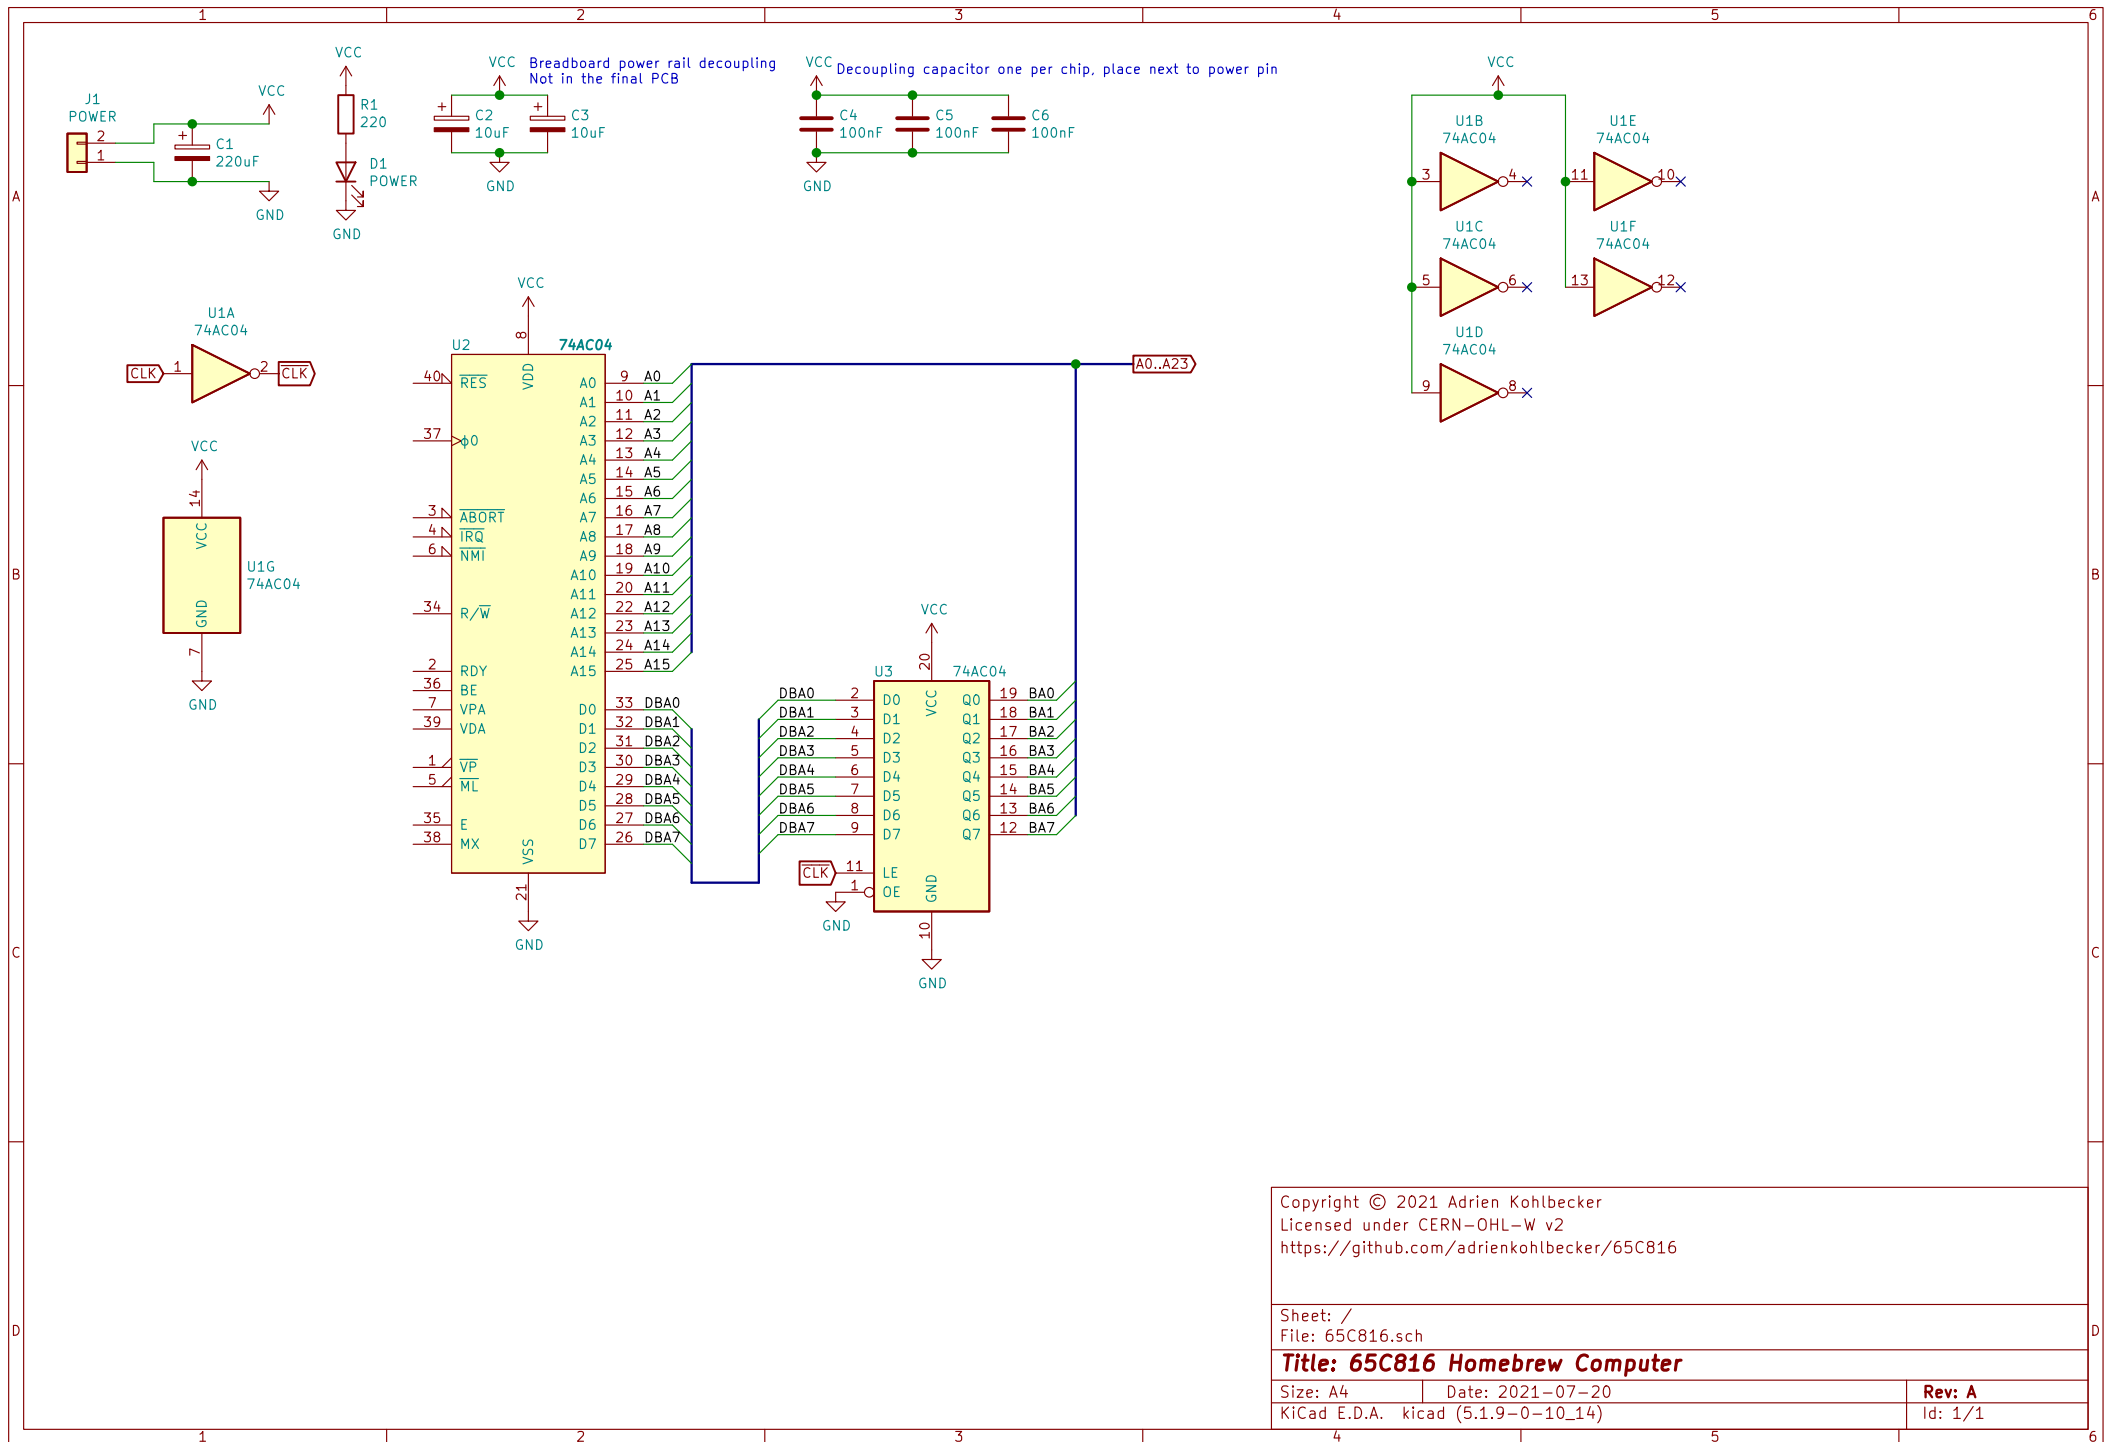 1 2 3 4 5 6
VCC
J1
POWER
2
1
C1
220uF
VCC
GND
VCC
R1
220
D1
POWER
GND
VCC
Breadboard power rail decoupling
Not in the final PCB
C2
10uF
C3
10uF
GND
VCC
Decoupling capacitor one per chip, place next to power pin
C4
100nF
C5
100nF
C6
100nF
GND
VCC
U1B
74AC04
3 4
U1E
74AC04
11 10
U1C
74AC04
5 6
U1F
74AC04
13 12
U1D
74AC04
9 8
A
A
U1A
74AC04
CLK 1 2 CLK
VCC
14
VCC
GND
U1G
74AC04
7
GND
VCC
8
U2 74AC04
VDD
40 RES
37 ϕ0
3 ABORT
4 IRQ
6 NMI
34 R/W
2 RDY
36 BE
7 VPA
39 VDA
1 VP
5 ML
35 E
38 MX
A0 9 A0
A1 10 A1
A2 11 A2
A3 12 A3
A4 13 A4
A5 14 A5
A6 15 A6
A7 16 A7
A8 17 A8
A9 18 A9
A10 19 A10
A11 20 A11
A12 22 A12
A13 23 A13
A14 24 A14
A15 25 A15
D0 33 DBA0
D1 32 DBA1
D2 31 DBA2
D3 30 DBA3
D4 29 DBA4
D5 28 DBA5
D6 27 DBA6
D7 26 DBA7
VSS
21
GND
A0..A23
VCC
20
U3 74AC04
VCC
DBA0 2 D0 Q0 19 BA0
DBA1 3 D1 Q1 18 BA1
DBA2 4 D2 Q2 17 BA2
DBA3 5 D3 Q3 16 BA3
DBA4 6 D4 Q4 15 BA4
DBA5 7 D5 Q5 14 BA5
DBA6 8 D6 Q6 13 BA6
DBA7 9 D7 Q7 12 BA7
CLK 11 LE
1 OE
GND
GND
10
GND
B
B
C
C
D
D
Copyright © 2021 Adrien Kohlbecker
Licensed under CERN-OHL-W v2
https://github.com/adrienkohlbecker/65C816
Sheet: /
File: 65C816.sch
Title: 65C816 Homebrew Computer
Size: A4 Date: 2021-07-20 Rev: A
KiCad E.D.A. kicad (5.1.9-0-10_14) Id: 1/1
1 2 3 4 5 6